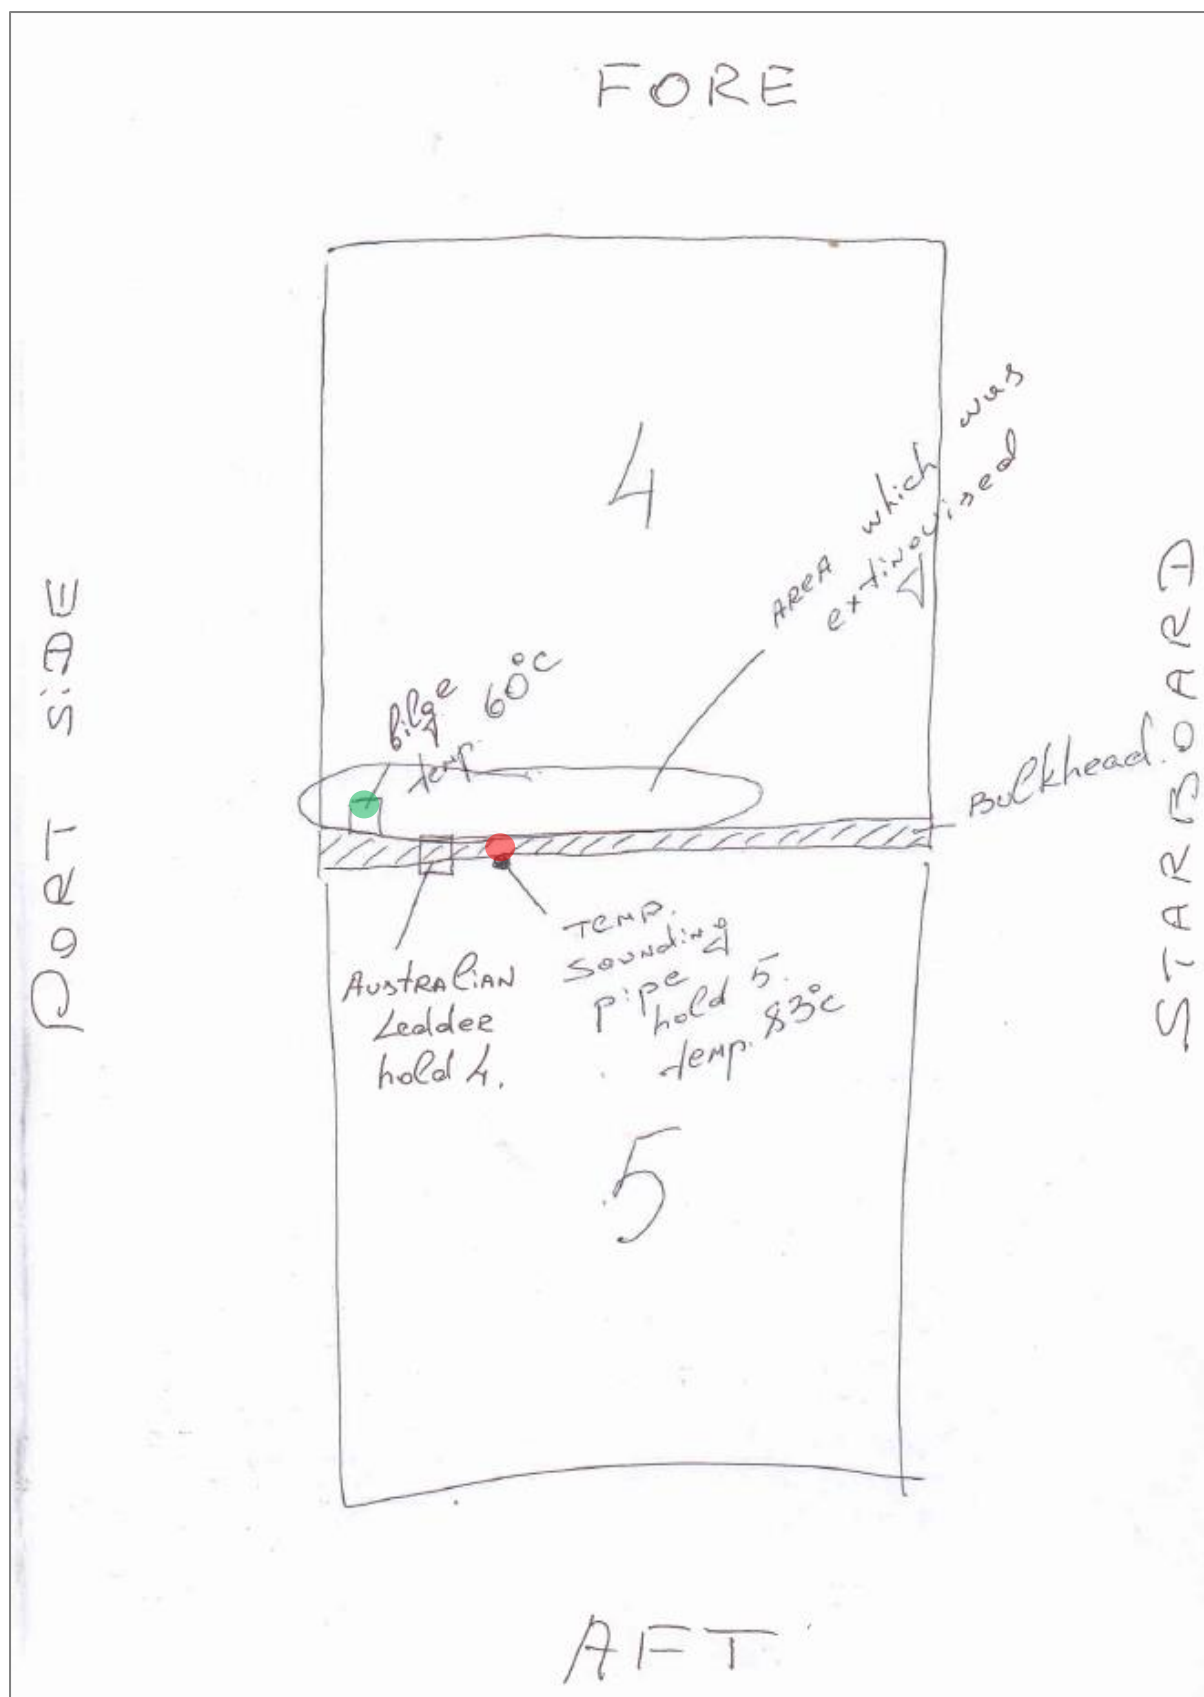 FORE
4
AREA which was
extinguised
PORT SIDE
STARBOARD
bilge
temp. 60°C
Bulkhead.
Australian
Ladder
hold 4.
Temp.
sounding
pipe
hold 5.
temp. 83°C
5
AFT